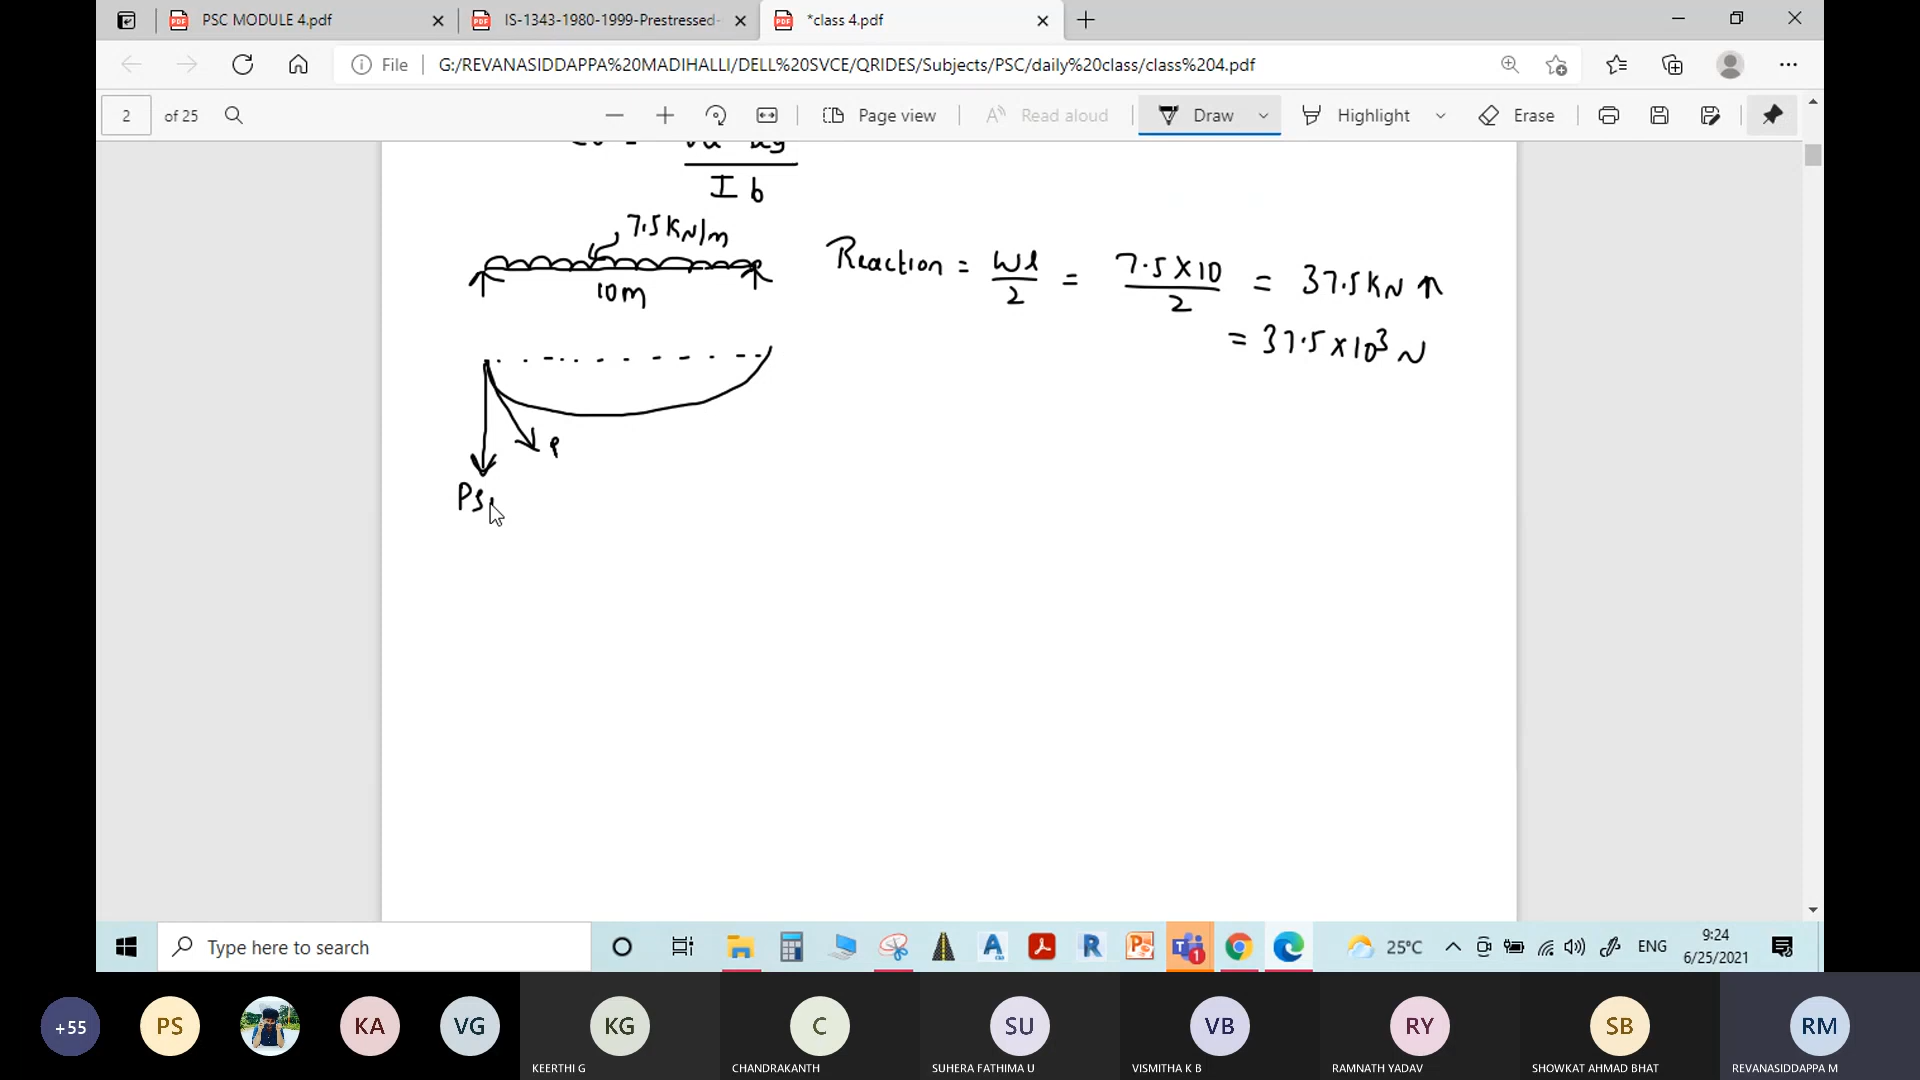 PSC MODULE 4.pdf
IS-1343-1980-1999-Prestressed-
*class 4.pdf
File
G:/REVANASIDDAPPA%20MADIHALLI/DELL%20SVCE/QRIDES/Subjects/PSC/daily%20class/class%204.pdf
2 of 25
Page view
Read aloud
Draw
Highlight
Erase
I b
7.5 KN/m
10m
Reaction = Wl/2 = 7.5 X 10/2 = 37.5 KN ↑
= 37.5 x 10³ N
P
PS
Type here to search
25°C
ENG
9:24
6/25/2021
1
+55
PS
KA
VG
KG
C
SU
VB
RY
SB
RM
KEERTHI G
CHANDRAKANTH
SUHERA FATHIMA U
VISMITHA K B
RAMNATH YADAV
SHOWKAT AHMAD BHAT
REVANASIDDAPPA M